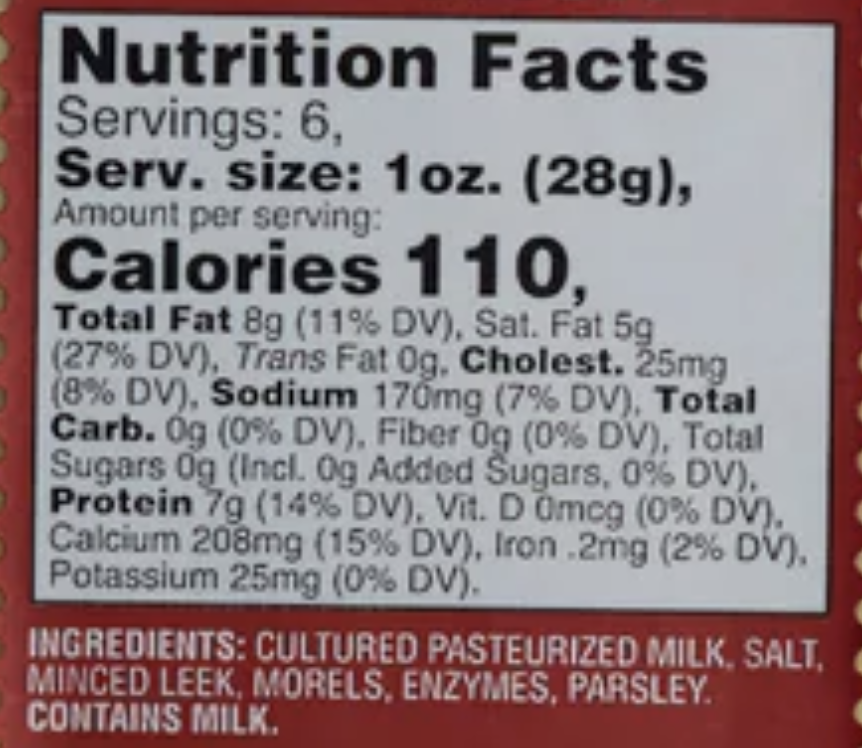 Nutrition Facts
Servings: 6,
Serv. size: 1oz. (28g),
Amount per serving:
Calories 110,
Total Fat 8g (11% DV), Sat. Fat 5g
(27% DV), Trans Fat 0g, Cholest. 25mg
(8% DV), Sodium 170mg (7% DV), Total
Carb. 0g (0% DV), Fiber 0g (0% DV), Total
Sugars 0g (Incl. 0g Added Sugars, 0% DV),
Protein 7g (14% DV), Vit. D 0mcg (0% DV),
Calcium 208mg (15% DV), Iron .2mg (2% DV),
Potassium 25mg (0% DV).
INGREDIENTS: CULTURED PASTEURIZED MILK, SALT,
MINCED LEEK, MORELS, ENZYMES, PARSLEY.
CONTAINS MILK.